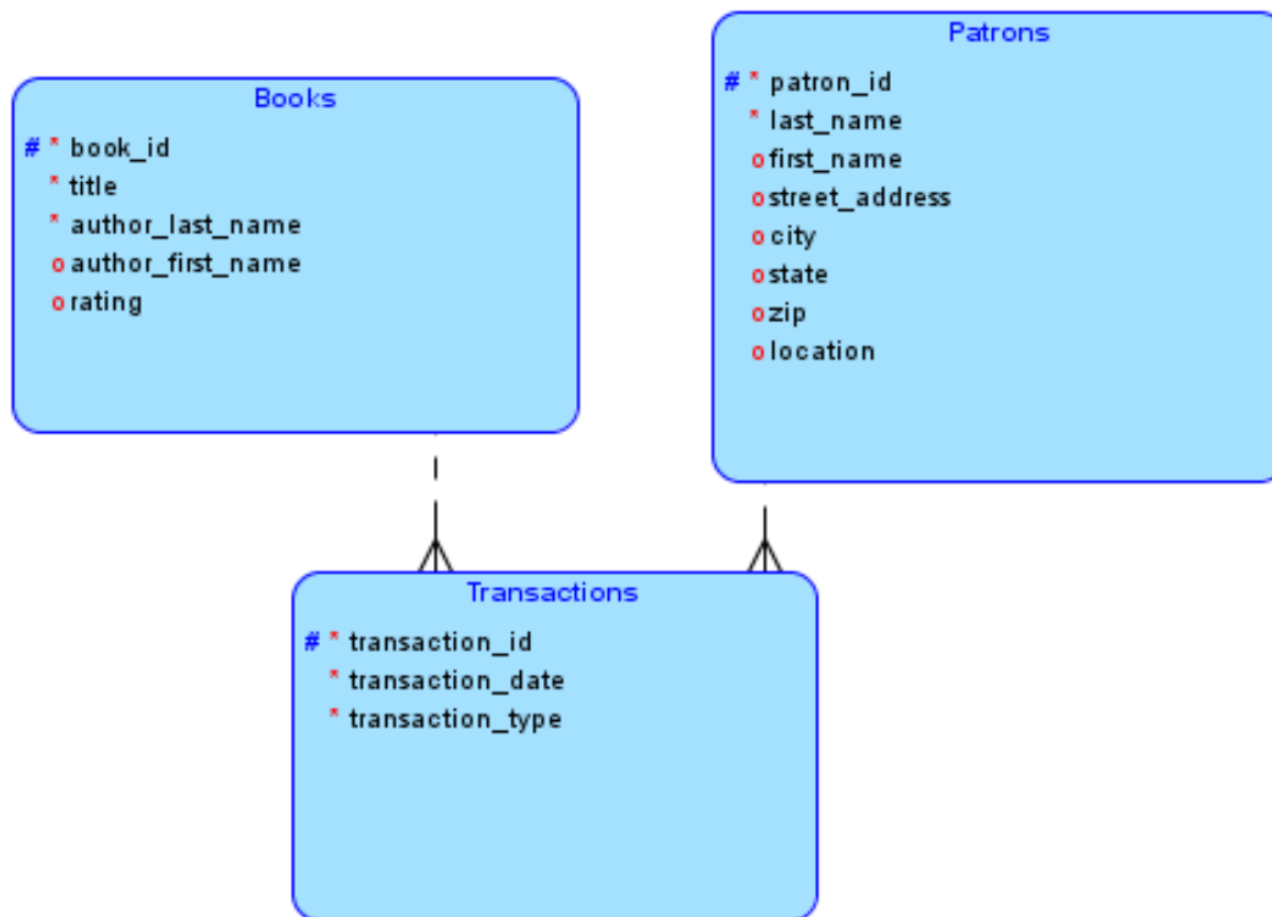 Books
# * book_id
* title
* author_last_name
o author_first_name
o rating
Patrons
# * patron_id
* last_name
o first_name
o street_address
o city
o state
o zip
o location
Transactions
# * transaction_id
* transaction_date
* transaction_type